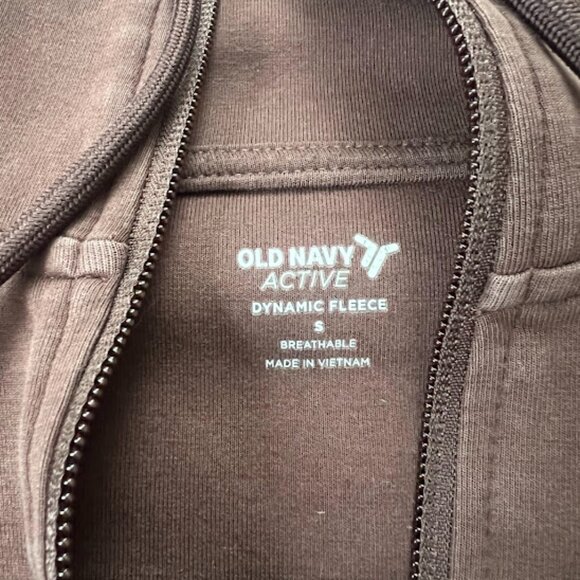 OLD NAVY
ACTIVE
DYNAMIC FLEECE
S
BREATHABLE
MADE IN VIETNAM